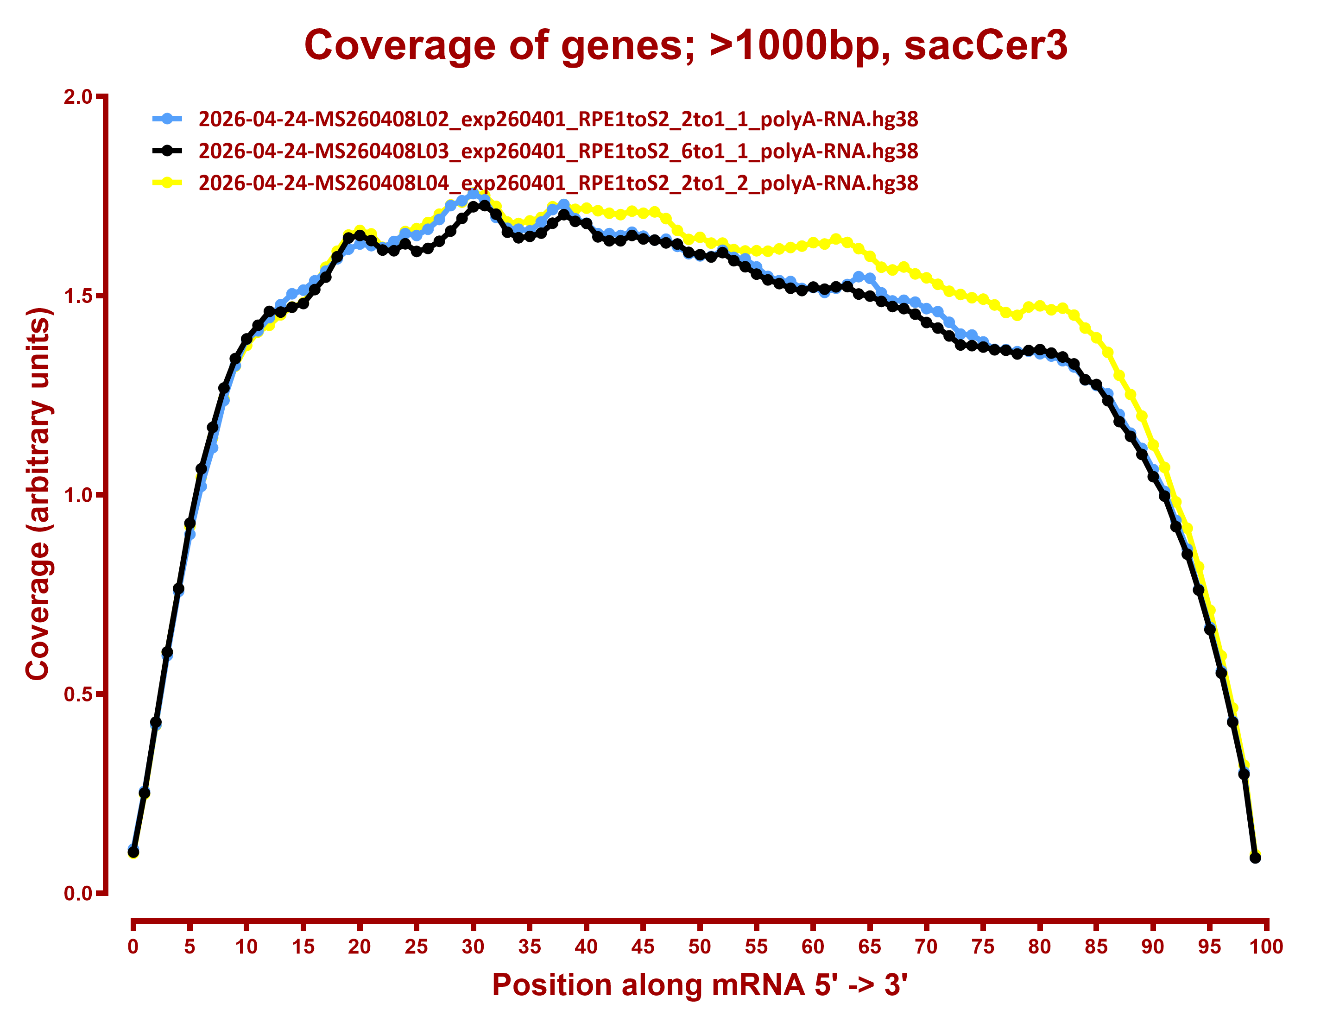 Coverage of genes; >1000bp, sacCer3
2026-04-24-MS260408L02_exp260401_RPE1toS2_2to1_1_polyA-RNA.hg38
2026-04-24-MS260408L03_exp260401_RPE1toS2_6to1_1_polyA-RNA.hg38
2026-04-24-MS260408L04_exp260401_RPE1toS2_2to1_2_polyA-RNA.hg38
Coverage (arbitrary units)
2.0
1.5
1.0
0.5
0.0
0 5 10 15 20 25 30 35 40 45 50 55 60 65 70 75 80 85 90 95 100
Position along mRNA 5' -> 3'